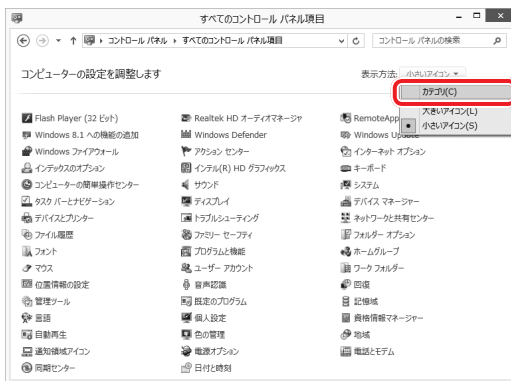 すべてのコントロール パネル項目
コントロール パネル ▸ すべてのコントロール パネル項目
コントロール パネルの検索
コンピューターの設定を調整します
表示方法: 小さいアイコン
カテゴリ(C)
大きいアイコン(L)
小さいアイコン(S)
Flash Player (32 ビット)
Realtek HD オーディオマネージャ
RemoteApp
Windows 8.1 への機能の追加
Windows Defender
Windows Update
Windows ファイアウォール
アクション センター
インターネット オプション
インデックスのオプション
インテル(R) HD グラフィックス
キーボード
コンピューターの簡単操作センター
サウンド
システム
タスク バーとナビゲーション
ディスプレイ
デバイス マネージャー
デバイスとプリンター
トラブルシューティング
ネットワークと共有センター
ファイル履歴
ファミリー セーフティ
フォルダー オプション
フォント
プログラムと機能
ホームグループ
マウス
ユーザー アカウント
ワーク フォルダー
位置情報の設定
音声認識
回復
管理ツール
既定のプログラム
記憶域
言語
個人設定
資格情報マネージャー
自動再生
色の管理
地域
通知領域アイコン
電源オプション
電話とモデム
同期センター
日付と時刻